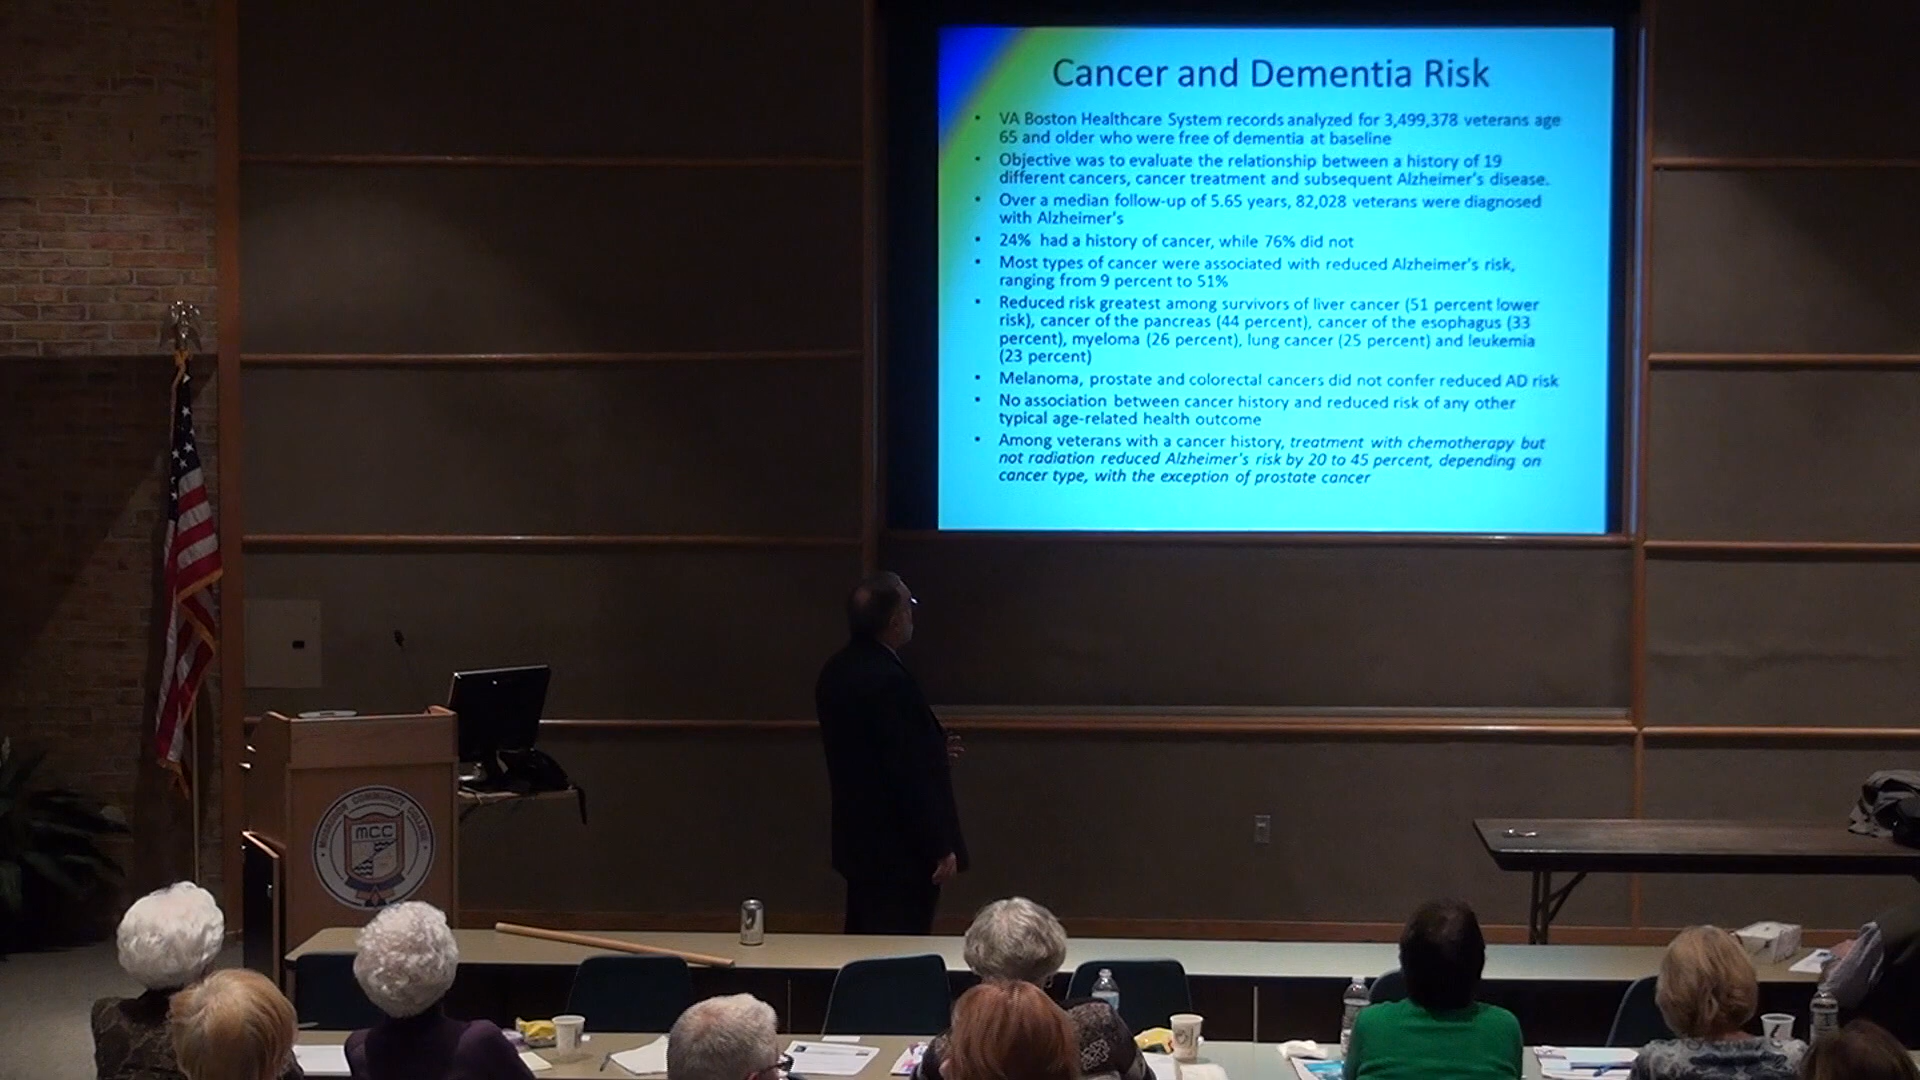 Cancer and Dementia Risk
• VA Boston Healthcare System records analyzed for 3,499,378 veterans age
65 and older who were free of dementia at baseline
• Objective was to evaluate the relationship between a history of 19
different cancers, cancer treatment and subsequent Alzheimer's disease.
• Over a median follow-up of 5.65 years, 82,028 veterans were diagnosed
with Alzheimer's
• 24% had a history of cancer, while 76% did not
• Most types of cancer were associated with reduced Alzheimer's risk,
ranging from 9 percent to 51%
• Reduced risk greatest among survivors of liver cancer (51 percent lower
risk), cancer of the pancreas (44 percent), cancer of the esophagus (33
percent), myeloma (26 percent), lung cancer (25 percent) and leukemia
(23 percent)
• Melanoma, prostate and colorectal cancers did not confer reduced AD risk
• No association between cancer history and reduced risk of any other
typical age-related health outcome
• Among veterans with a cancer history, treatment with chemotherapy but
not radiation reduced Alzheimer's risk by 20 to 45 percent, depending on
cancer type, with the exception of prostate cancer
COMMUNITY COLLEGE
MCC